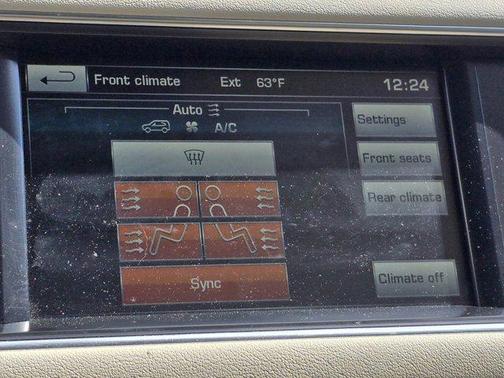 Front climate Ext 63°F 12:24
Auto
A/C
Settings
Front seats
Rear climate
Sync
Climate off